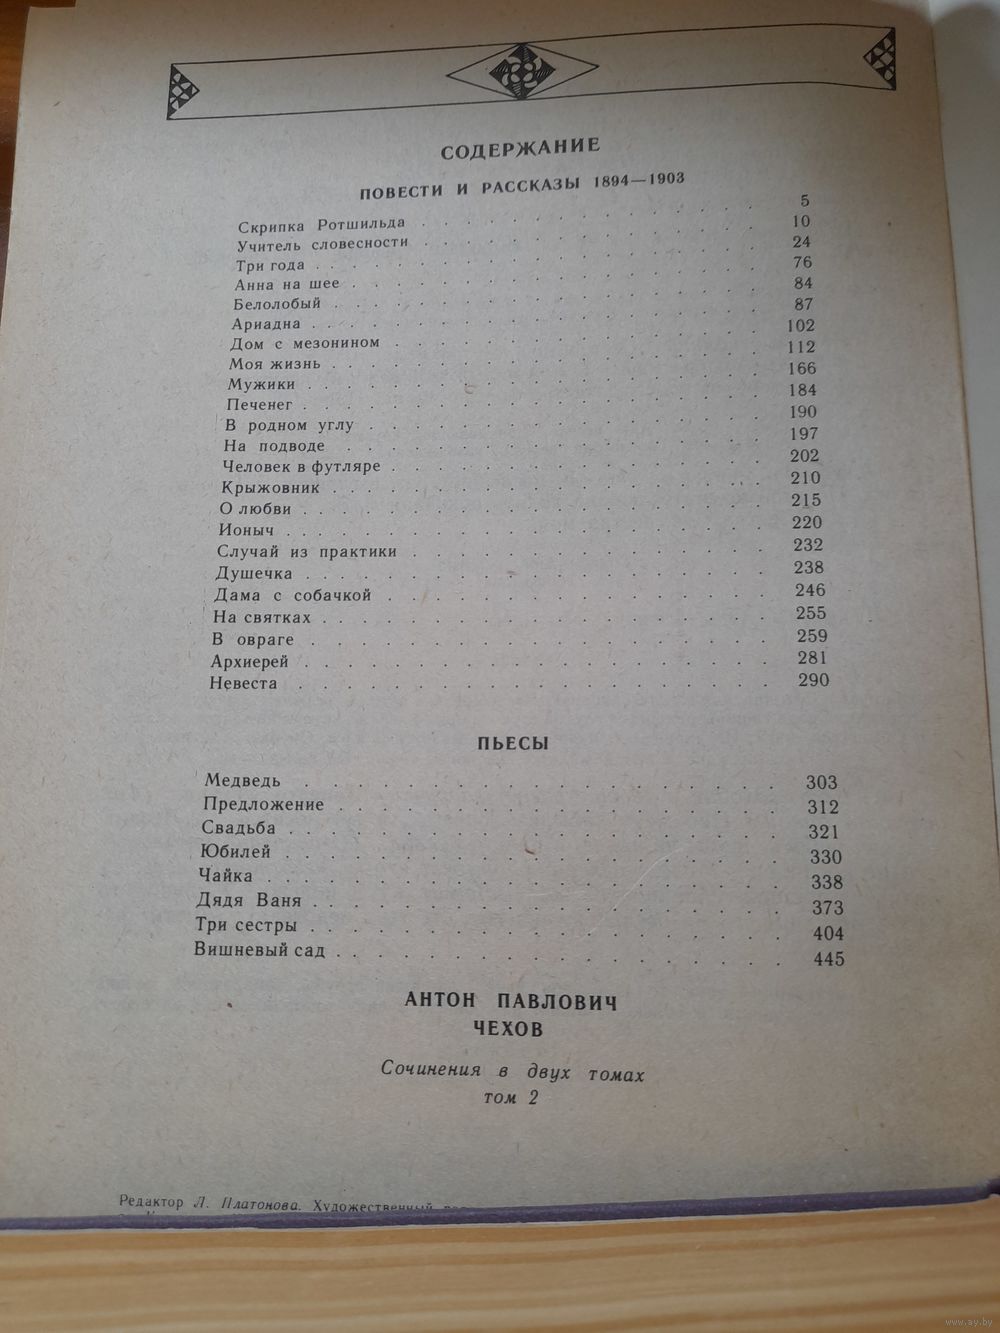 СОДЕРЖАНИЕ
ПОВЕСТИ И РАССКАЗЫ 1894—1903
Скрипка Ротшильда 5
Учитель словесности 10
Три года 24
Анна на шее 76
Белолобый 84
Ариадна 87
Дом с мезонином 102
Моя жизнь 112
Мужики 166
Печенег 184
В родном углу 190
На подводе 197
Человек в футляре 202
Крыжовник 210
О любви 215
Ионыч 220
Случай из практики 232
Душечка 238
Дама с собачкой 246
На святках 255
В овраге 259
Архиерей 281
Невеста 290
ПЬЕСЫ
Медведь 303
Предложение 312
Свадьба 321
Юбилей 330
Чайка 338
Дядя Ваня 373
Три сестры 404
Вишневый сад 445
АНТОН ПАВЛОВИЧ
ЧЕХОВ
Сочинения в двух томах
том 2
Редактор Л. Платонова. Художественный
www.ay.by